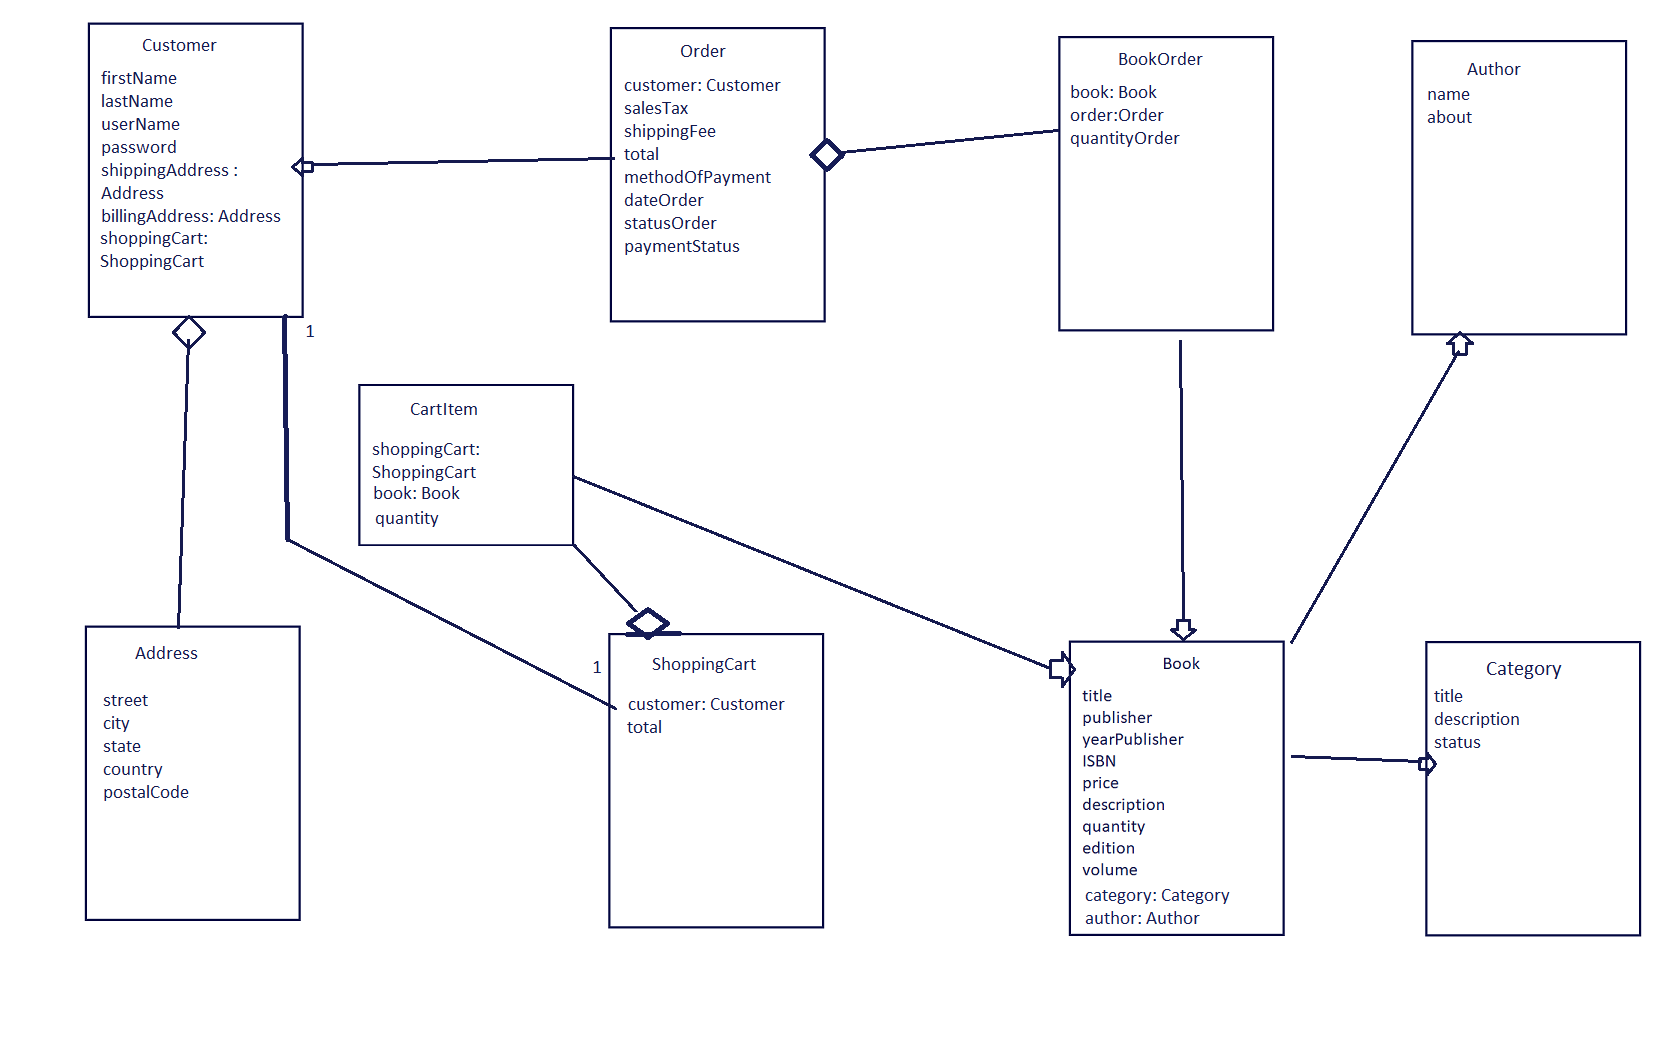 Customer
firstName
lastName
userName
password
shippingAddress :
Address
billingAddress: Address
shoppingCart:
ShoppingCart
1
Order
customer: Customer
salesTax
shippingFee
total
methodOfPayment
dateOrder
statusOrder
paymentStatus
BookOrder
book: Book
order:Order
quantityOrder
Author
name
about
CartItem
shoppingCart:
ShoppingCart
book: Book
quantity
Address
street
city
state
country
postalCode
1
ShoppingCart
customer: Customer
total
Book
title
publisher
yearPublisher
ISBN
price
description
quantity
edition
volume
category: Category
author: Author
Category
title
description
status